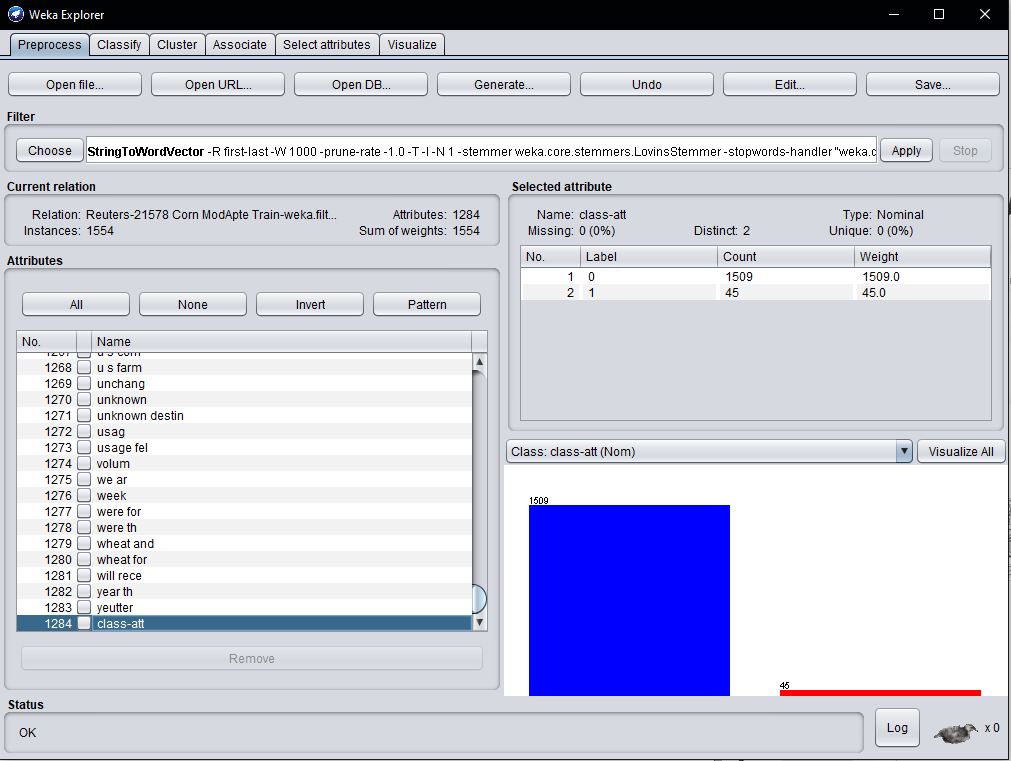 Weka Explorer
Preprocess Classify Cluster Associate Select attributes Visualize
Open file... Open URL... Open DB... Generate... Undo Edit... Save...
Filter
Choose StringToWordVector -R first-last -W 1000 -prune-rate -1.0 -T -I -N 1 -stemmer weka.core.stemmers.LovinsStemmer -stopwords-handler "weka.c Apply Stop
Current relation
Relation: Reuters-21578 Corn ModApte Train-weka.filt... Attributes: 1284
Instances: 1554 Sum of weights: 1554
Attributes
All None Invert Pattern
No. Name
1267 u s corn
1268 u s farm
1269 unchang
1270 unknown
1271 unknown destin
1272 usag
1273 usage fel
1274 volum
1275 we ar
1276 week
1277 were for
1278 were th
1279 wheat and
1280 wheat for
1281 will rece
1282 year th
1283 yeutter
1284 class-att
Remove
Selected attribute
Name: class-att Type: Nominal
Missing: 0 (0%) Distinct: 2 Unique: 0 (0%)
No. Label Count Weight
1 0 1509 1509.0
2 1 45 45.0
Class: class-att (Nom) Visualize All
1509
45
Status
OK
Log x 0